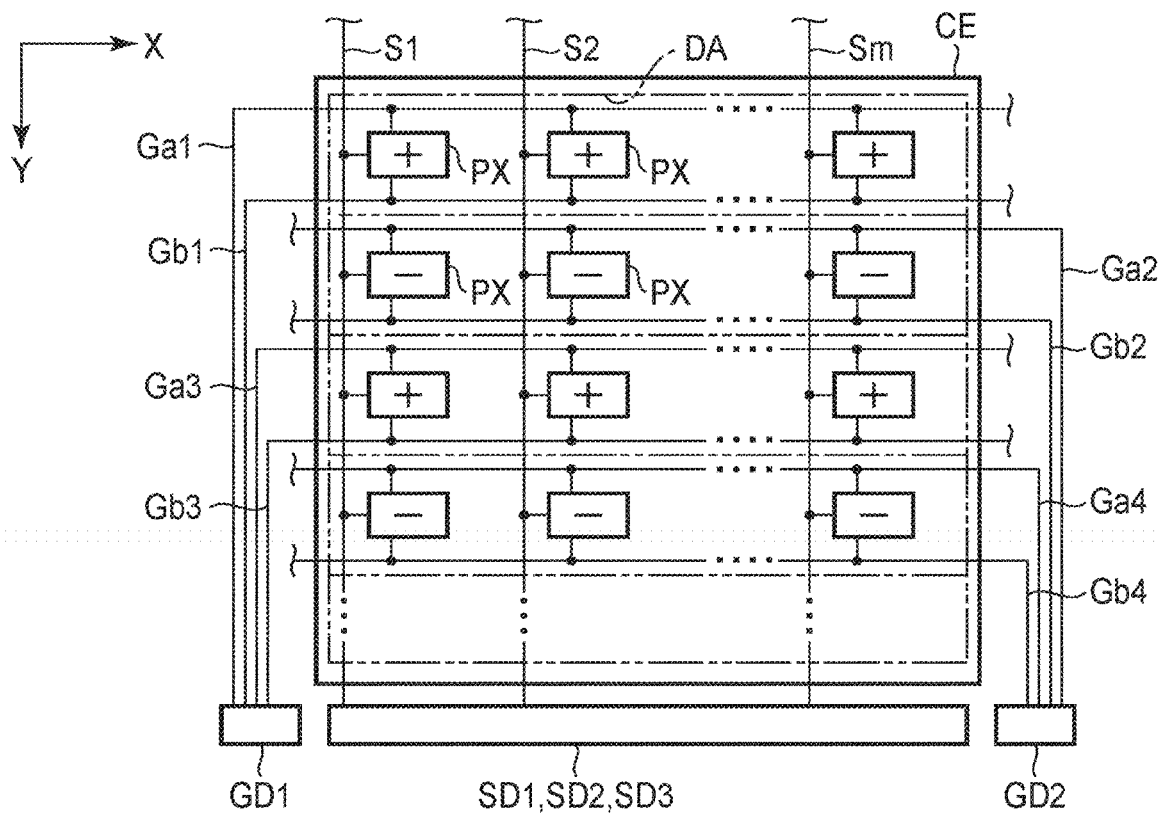 X
Y
S1
S2
DA
Sm
CE
Ga1
+
PX
+
PX
+
Gb1
−
PX
−
PX
−
Ga2
Gb2
Ga3
+
+
+
Gb3
−
−
−
Ga4
Gb4
GD1
SD1,SD2,SD3
GD2